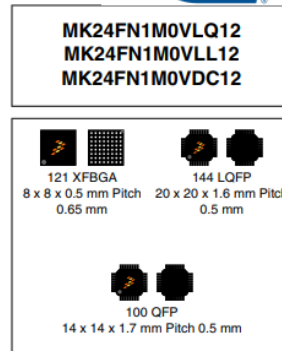 ®
MK24FN1M0VLQ12
MK24FN1M0VLL12
MK24FN1M0VDC12
121 XFBGA
8 x 8 x 0.5 mm Pitch
0.65 mm
144 LQFP
20 x 20 x 1.6 mm Pitch
0.5 mm
100 QFP
14 x 14 x 1.7 mm Pitch 0.5 mm